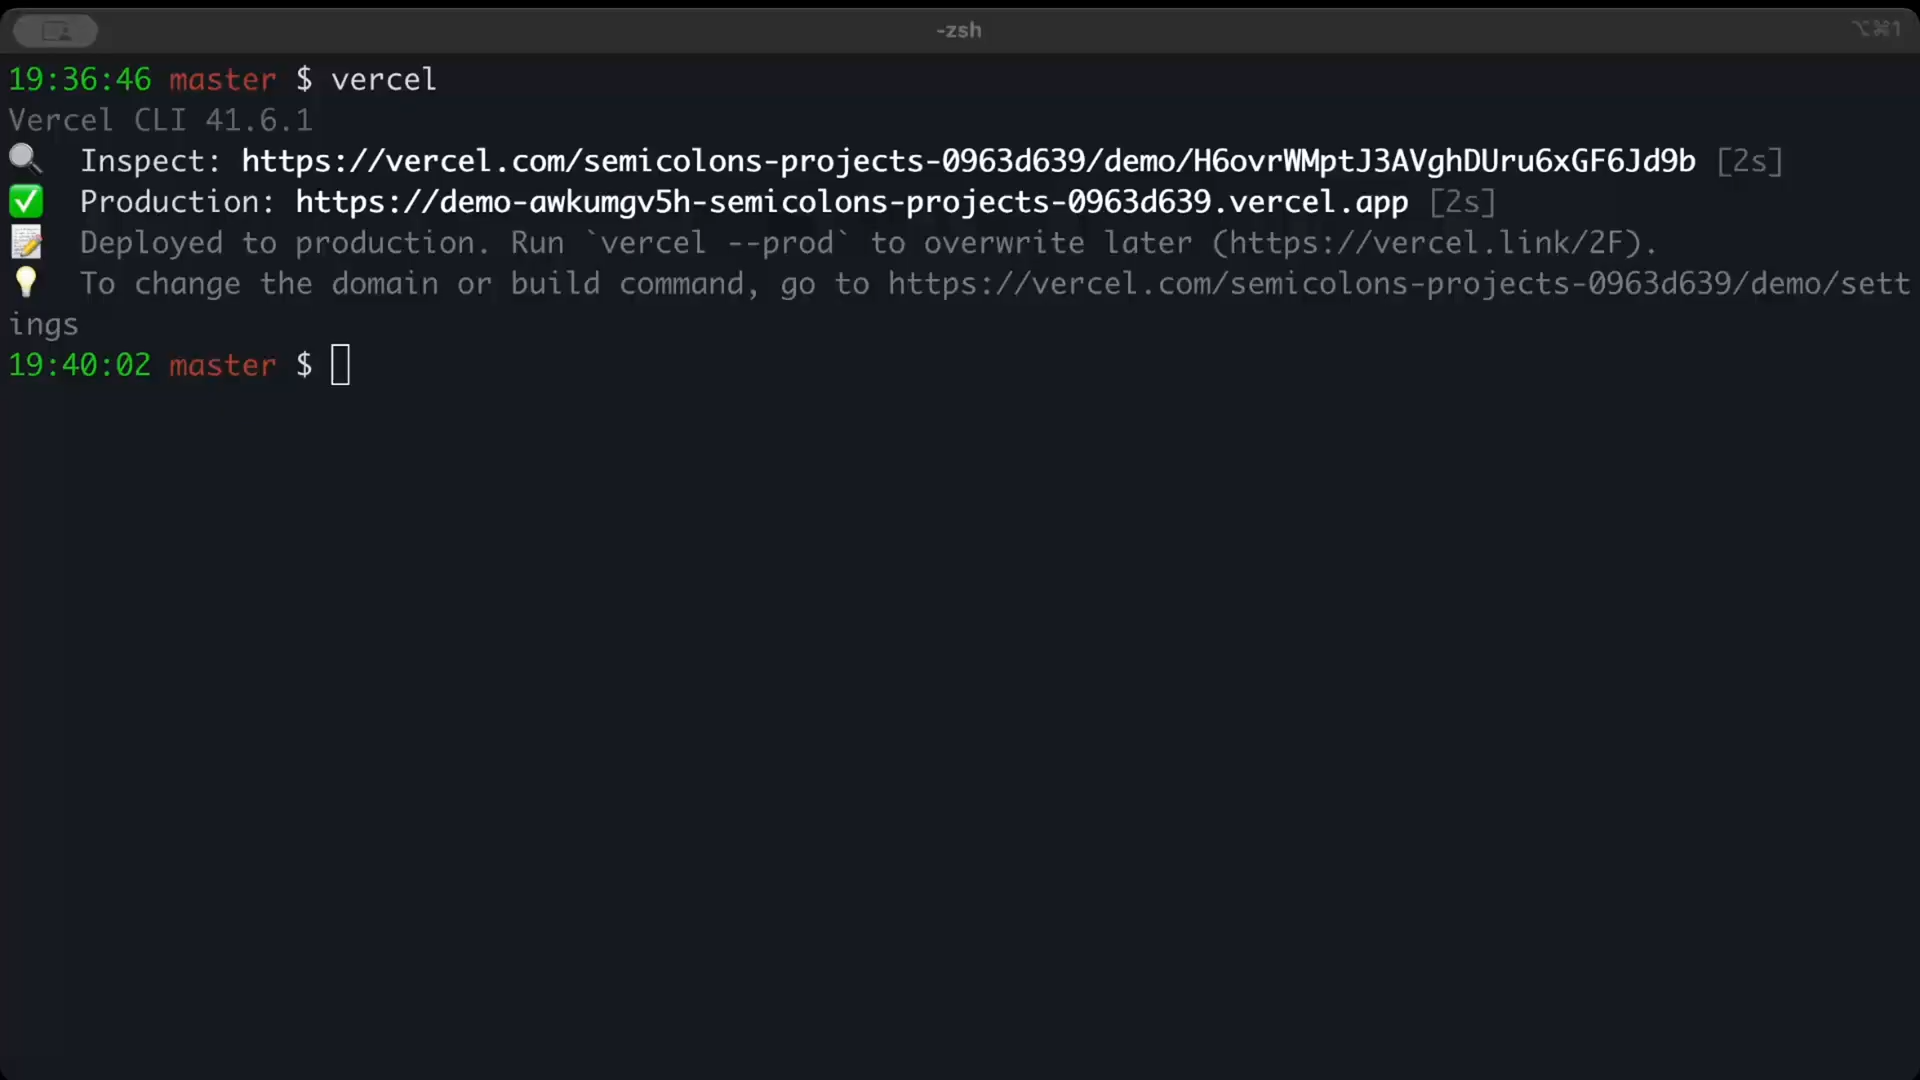 -zsh
⌥⌘1
19:36:46 master $ vercel
Vercel CLI 41.6.1
🔍 Inspect: https://vercel.com/semicolons-projects-0963d639/demo/H6ovrWMptJ3AVghDUru6xGF6Jd9b [2s]
✅ Production: https://demo-awkumgv5h-semicolons-projects-0963d639.vercel.app [2s]
📝 Deployed to production. Run `vercel --prod` to overwrite later (https://vercel.link/2F).
💡 To change the domain or build command, go to https://vercel.com/semicolons-projects-0963d639/demo/sett
ings
19:40:02 master $